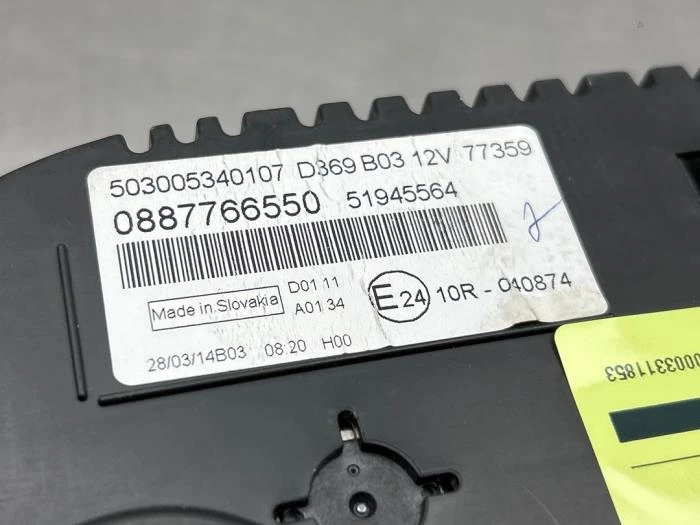 503005340107 D369 B03 12V 77359
0887766550 51945564
Made in Slovakia
D01 11
A01 34
E24 10R - 040874
28/03/14B03 08:20 H00
0003311853